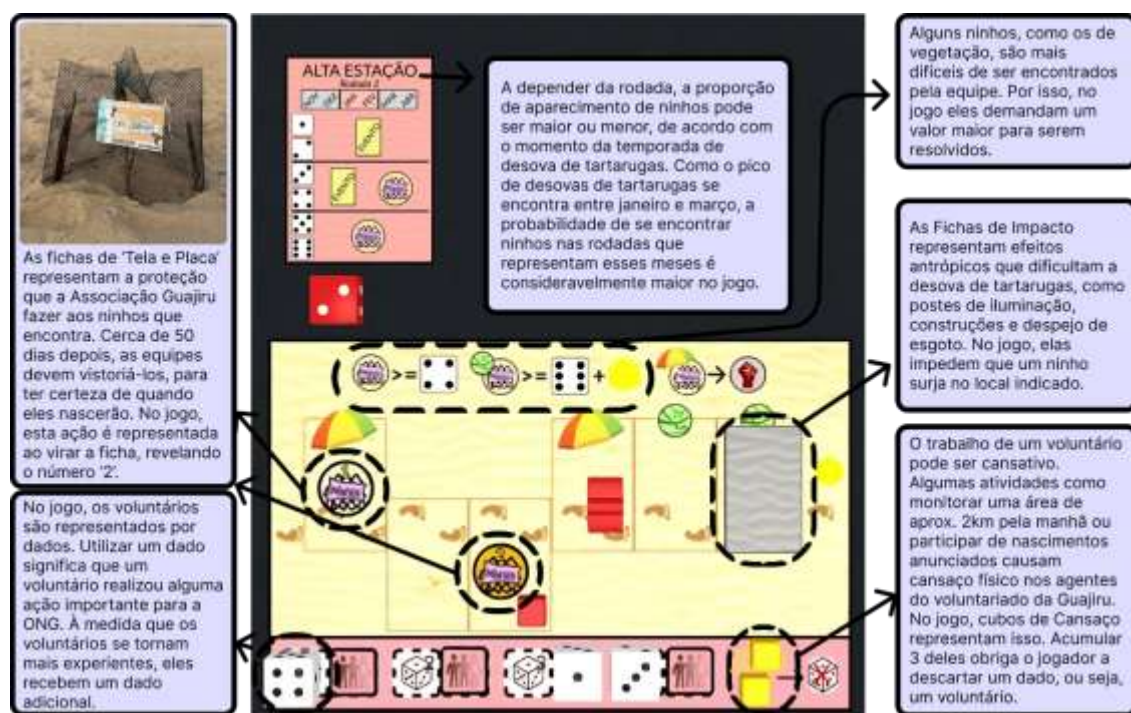 As fichas de 'Tela e Placa'
representam a proteção
que a Associação Guajiru
fazer aos ninhos que
encontra. Cerca de 50
dias depois, as equipes
devem vistoriá-los, para
ter certeza de quando
eles nascerão. No jogo,
esta ação é representada
ao virar a ficha, revelando
o número '2'.
No jogo, os voluntários
são representados por
dados. Utilizar um dado
significa que um
voluntário realizou alguma
ação importante para a
ONG. À medida que os
voluntários se tornam
mais experientes, eles
recebem um dado
adicional.
ALTA ESTAÇÃO
Rodada 2
A depender da rodada, a proporção
de aparecimento de ninhos pode
ser maior ou menor, de acordo com
o momento da temporada de
desova de tartarugas. Como o pico
de desovas de tartarugas se
encontra entre janeiro e março, a
probabilidade de se encontrar
ninhos nas rodadas que
representam esses meses é
consideravelmente maior no jogo.
>=
>= +
Alguns ninhos, como os de
vegetação, são mais
difíceis de ser encontrados
pela equipe. Por isso, no
jogo eles demandam um
valor maior para serem
resolvidos.
As Fichas de Impacto
representam efeitos
antrópicos que dificultam a
desova de tartarugas, como
postes de iluminação,
construções e despejo de
esgoto. No jogo, elas
impedem que um ninho
surja no local indicado.
O trabalho de um voluntário
pode ser cansativo.
Algumas atividades como
monitorar uma área de
aprox. 2km pela manhã ou
participar de nascimentos
anunciados causam
cansaço físico nos agentes
do voluntariado da Guajiru.
No jogo, cubos de Cansaço
representam isso. Acumular
3 deles obriga o jogador a
descartar um dado, ou seja,
um voluntário.